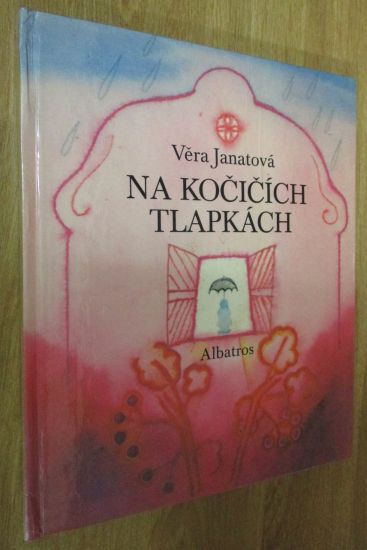 Věra Janatová
NA KOČIČÍCH
TLAPKÁCH
Albatros